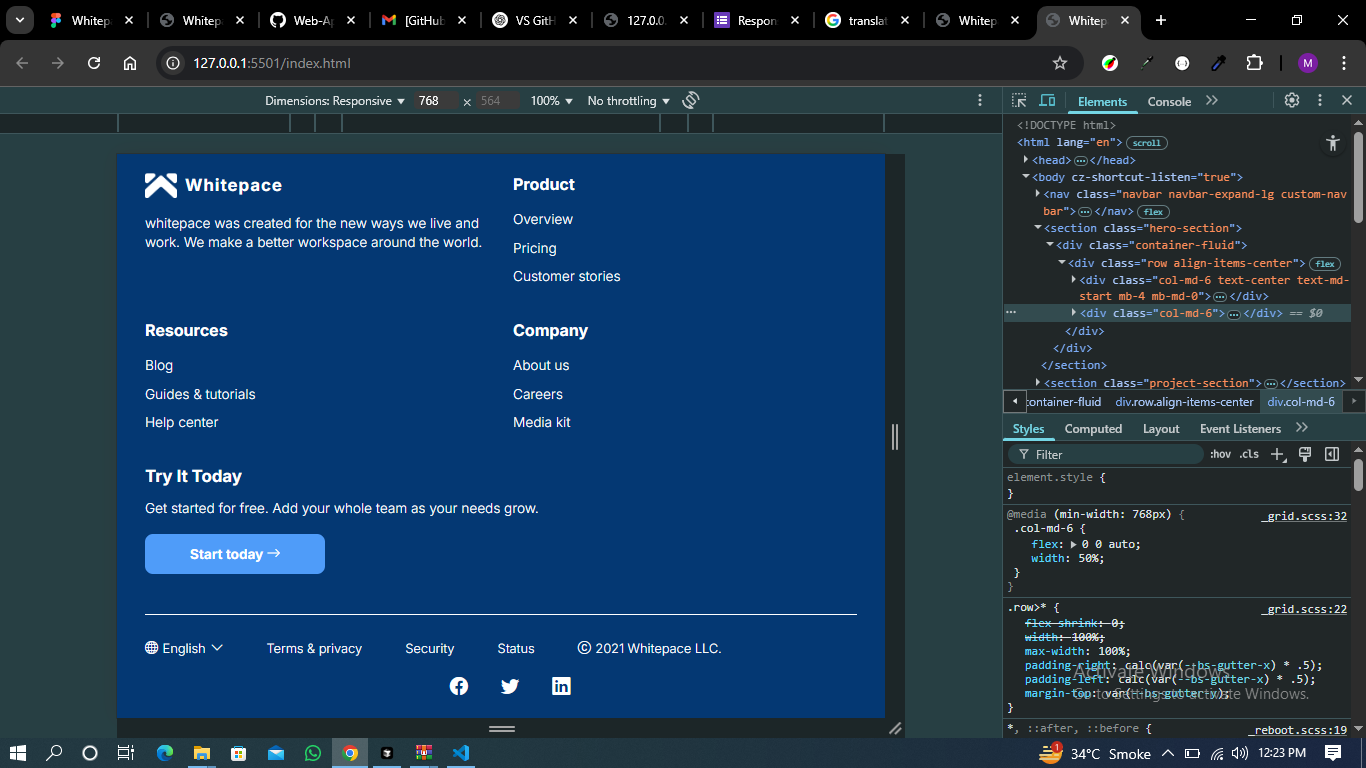 Whitepa
Whitepa
Web-Ap
[GitHub
VS GitH
127.0.0.
Respon
translat
Whitep
Whitep
127.0.0.1:5501/index.html
M
Dimensions: Responsive
768
×
564
100%
No throttling
Elements
Console
Whitepace
whitepace was created for the new ways we live and
work. We make a better workspace around the world.
Product
Overview
Pricing
Customer stories
Resources
Blog
Guides & tutorials
Help center
Company
About us
Careers
Media kit
Try It Today
Get started for free. Add your whole team as your needs grow.
Start today →
English
Terms & privacy
Security
Status
© 2021 Whitepace LLC.
<!DOCTYPE html>
<html lang="en"> scroll
<head> ⋯ </head>
<body cz-shortcut-listen="true">
<nav class="navbar navbar-expand-lg custom-nav
bar"> ⋯ </nav> flex
<section class="hero-section">
<div class="container-fluid">
<div class="row align-items-center"> flex
<div class="col-md-6 text-center text-md-
start mb-4 mb-md-0"> ⋯ </div>
<div class="col-md-6"> ⋯ </div> == $0
</div>
</div>
</section>
<section class="project-section"> ⋯ </section>
container-fluid
div.row.align-items-center
div.col-md-6
Styles
Computed
Layout
Event Listeners
Filter
:hov
.cls
element.style {
}
@media (min-width: 768px) {
_grid.scss:32
.col-md-6 {
flex: 0 0 auto;
width: 50%;
}
}
.row>* {
_grid.scss:22
flex-shrink: 0;
width: 100%;
max-width: 100%;
padding-right: calc(var(--bs-gutter-x) * .5);
padding-left: calc(var(--bs-gutter-x) * .5);
margin-top: var(--bs-gutter-y);
}
Activate Windows
Go to Settings to activate Windows.
*, ::after, ::before {
_reboot.scss:19
1
34°C Smoke
12:23 PM